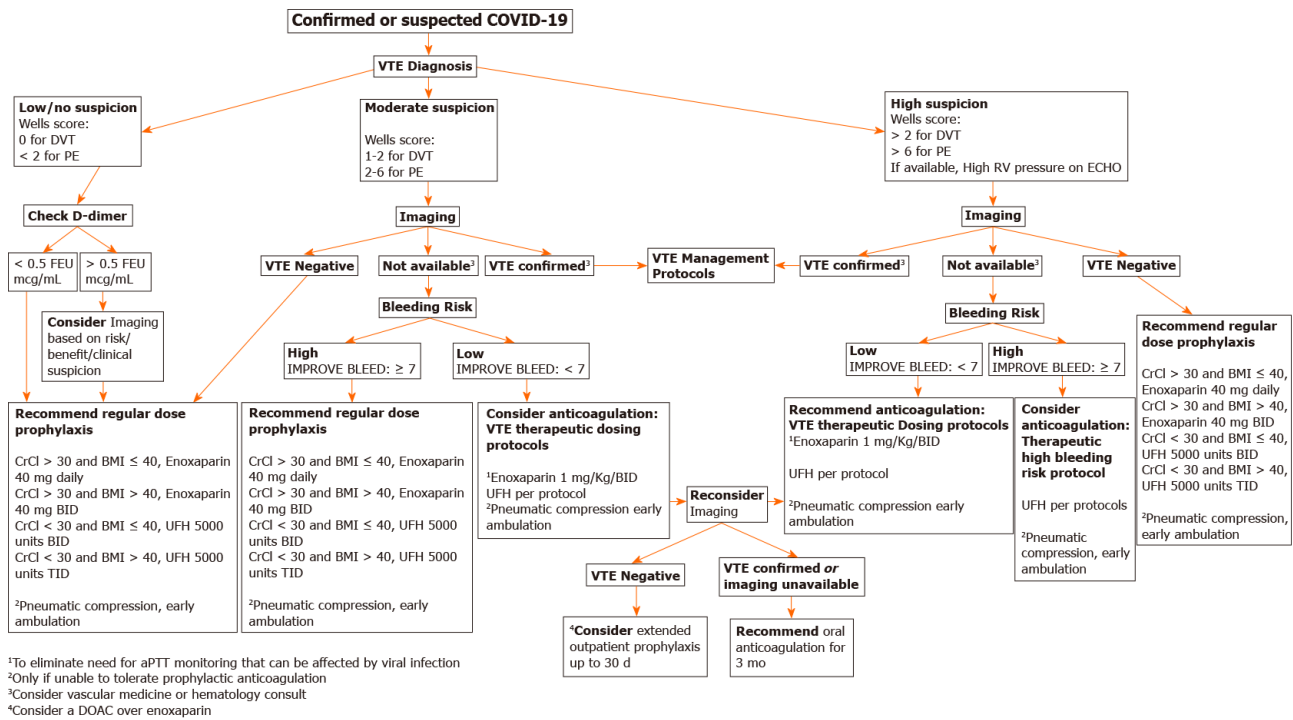 Confirmed or suspected COVID-19
VTE Diagnosis
Low/no suspicion
Wells score:
0 for DVT
< 2 for PE
Moderate suspicion
Wells score:
1-2 for DVT
2-6 for PE
High suspicion
Wells score:
> 2 for DVT
> 6 for PE
If available, High RV pressure on ECHO
Check D-dimer
Imaging
Imaging
< 0.5 FEU
mcg/mL
> 0.5 FEU
mcg/mL
VTE Negative
Not available³
VTE confirmed³
VTE Management
Protocols
VTE confirmed³
Not available³
VTE Negative
Consider Imaging
based on risk/
benefit/clinical
suspicion
Bleeding Risk
High
IMPROVE BLEED: ≥ 7
Low
IMPROVE BLEED: < 7
Bleeding Risk
Low
IMPROVE BLEED: < 7
High
IMPROVE BLEED: ≥ 7
Recommend regular dose
prophylaxis
CrCl > 30 and BMI ≤ 40, Enoxaparin
40 mg daily
CrCl > 30 and BMI > 40, Enoxaparin
40 mg BID
CrCl < 30 and BMI ≤ 40, UFH 5000
units BID
CrCl < 30 and BMI > 40, UFH 5000
units TID
²Pneumatic compression, early
ambulation
Recommend regular dose
prophylaxis
CrCl > 30 and BMI ≤ 40, Enoxaparin
40 mg daily
CrCl > 30 and BMI > 40, Enoxaparin
40 mg BID
CrCl < 30 and BMI ≤ 40, UFH 5000
units BID
CrCl < 30 and BMI > 40, UFH 5000
units TID
²Pneumatic compression, early
ambulation
Consider anticoagulation:
VTE therapeutic dosing
protocols
¹Enoxaparin 1 mg/Kg/BID
UFH per protocol
²Pneumatic compression early
ambulation
Reconsider
Imaging
Recommend anticoagulation:
VTE therapeutic Dosing protocols
¹Enoxaparin 1 mg/Kg/BID
UFH per protocol
²Pneumatic compression early
ambulation
Consider
anticoagulation:
Therapeutic
high bleeding
risk protocol
UFH per protocols
²Pneumatic
compression, early
ambulation
Recommend regular
dose prophylaxis
CrCl > 30 and BMI ≤ 40,
Enoxaparin 40 mg daily
CrCl > 30 and BMI > 40,
Enoxaparin 40 mg BID
CrCl < 30 and BMI ≤ 40,
UFH 5000 units BID
CrCl < 30 and BMI > 40,
UFH 5000 units TID
²Pneumatic compression,
early ambulation
VTE Negative
VTE confirmed or
imaging unavailable
⁴Consider extended
outpatient prophylaxis
up to 30 d
Recommend oral
anticoagulation for
3 mo
¹To eliminate need for aPTT monitoring that can be affected by viral infection
²Only if unable to tolerate prophylactic anticoagulation
³Consider vascular medicine or hematology consult
⁴Consider a DOAC over enoxaparin